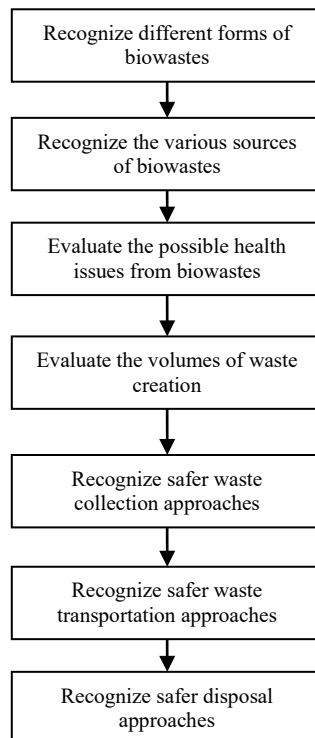 Recognize different forms of
biowastes
Recognize the various sources
of biowastes
Evaluate the possible health
issues from biowastes
Evaluate the volumes of waste
creation
Recognize safer waste
collection approaches
Recognize safer waste
transportation approaches
Recognize safer disposal
approaches